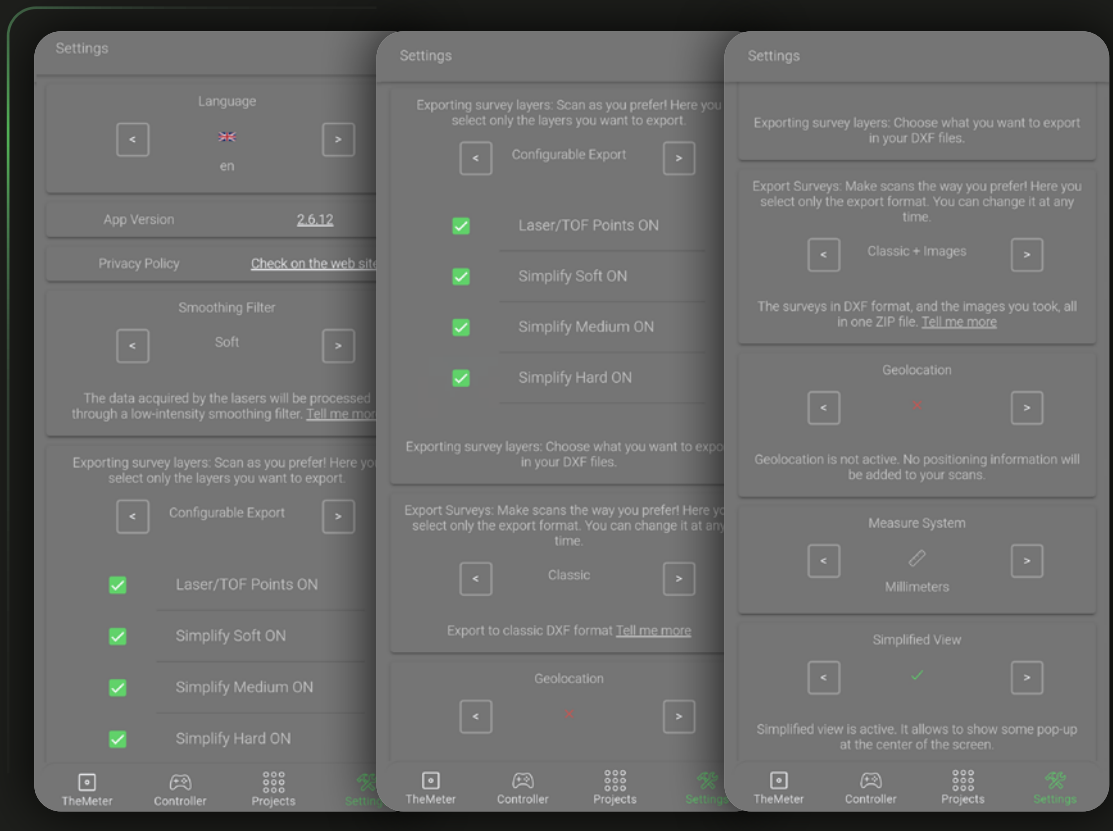 Settings
Language
<
>
en
App Version 2.6.12
Privacy Policy Check on the web site
Smoothing Filter
<
Soft
>
The data acquired by the lasers will be processed
through a low-intensity smoothing filter. Tell me mor
Exporting survey layers: Scan as you prefer! Here yo
select only the layers you want to export.
<
Configurable Export
>
Laser/TOF Points ON
Simplify Soft ON
Simplify Medium ON
Simplify Hard ON
TheMeter
Controller
Projects
Setting
Settings
Exporting survey layers: Scan as you prefer! Here you
select only the layers you want to export.
<
Configurable Export
>
Laser/TOF Points ON
Simplify Soft ON
Simplify Medium ON
Simplify Hard ON
Exporting survey layers: Choose what you want to expo
in your DXF files.
Export Surveys: Make scans the way you prefer! Here yo
select only the export format. You can change it at any
time.
<
Classic
>
Export to classic DXF format Tell me more
Geolocation
<
>
TheMeter
Controller
Projects
Settings
Settings
Exporting survey layers: Choose what you want to export
in your DXF files.
Export Surveys: Make scans the way you prefer! Here you
select only the export format. You can change it at any
time.
<
Classic + Images
>
The surveys in DXF format, and the images you took, all
in one ZIP file. Tell me more
Geolocation
<
>
Geolocation is not active. No positioning information will
be added to your scans.
Measure System
<
>
Millimeters
Simplified View
<
>
Simplified view is active. It allows to show some pop-up
at the center of the screen.
TheMeter
Controller
Projects
Settings